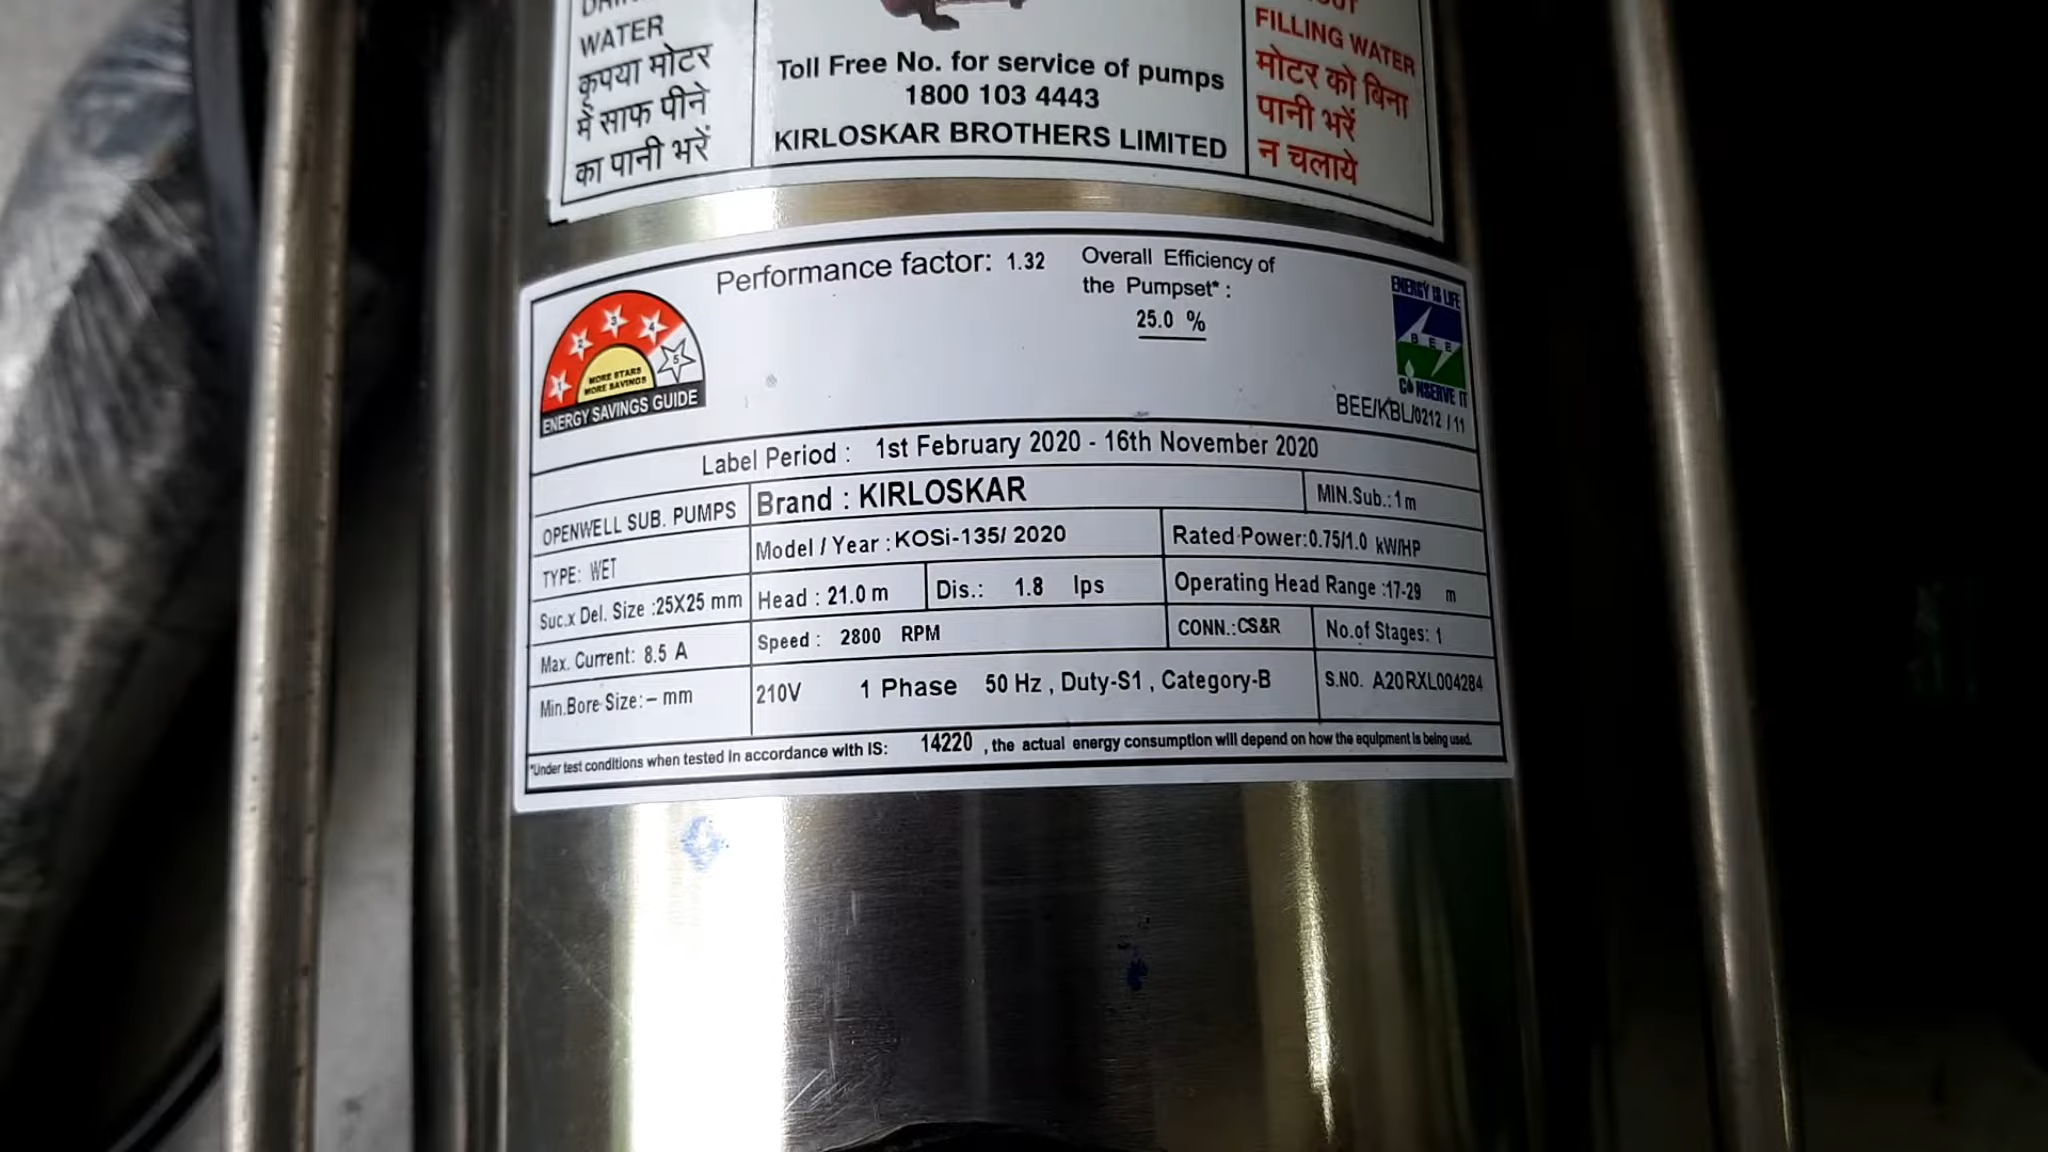 WATER
कृपया मोटर
में साफ पीने
का पानी भरें
Toll Free No. for service of pumps
1800 103 4443
KIRLOSKAR BROTHERS LIMITED
FILLING WATER
मोटर को बिना
पानी भरें
न चलाये
Performance factor: 1.32
Overall Efficiency of
the Pumpset* :
25.0 %
1 2 3 4 5
MORE STARS
MORE SAVINGS
ENERGY SAVINGS GUIDE
ENERGY IS LIFE
BEE
CONSERVE IT
BEE/KBL/0212 / 11
Label Period : 1st February 2020 - 16th November 2020
OPENWELL SUB. PUMPS
Brand : KIRLOSKAR
MIN.Sub.:1m
TYPE: WET
Model / Year : KOSi-135/ 2020
Rated Power:0.75/1.0 kW/HP
Suc.x Del. Size :25X25 mm
Head : 21.0 m
Dis.: 1.8 lps
Operating Head Range :17-29 m
Max. Current: 8.5 A
Speed : 2800 RPM
CONN.:CS&R
No.of Stages: 1
Min.Bore Size:– mm
210V 1 Phase 50 Hz , Duty-S1 , Category-B
S.NO. A20RXL004284
*Under test conditions when tested in accordance with IS: 14220 , the actual energy consumption will depend on how the equipment is being used.